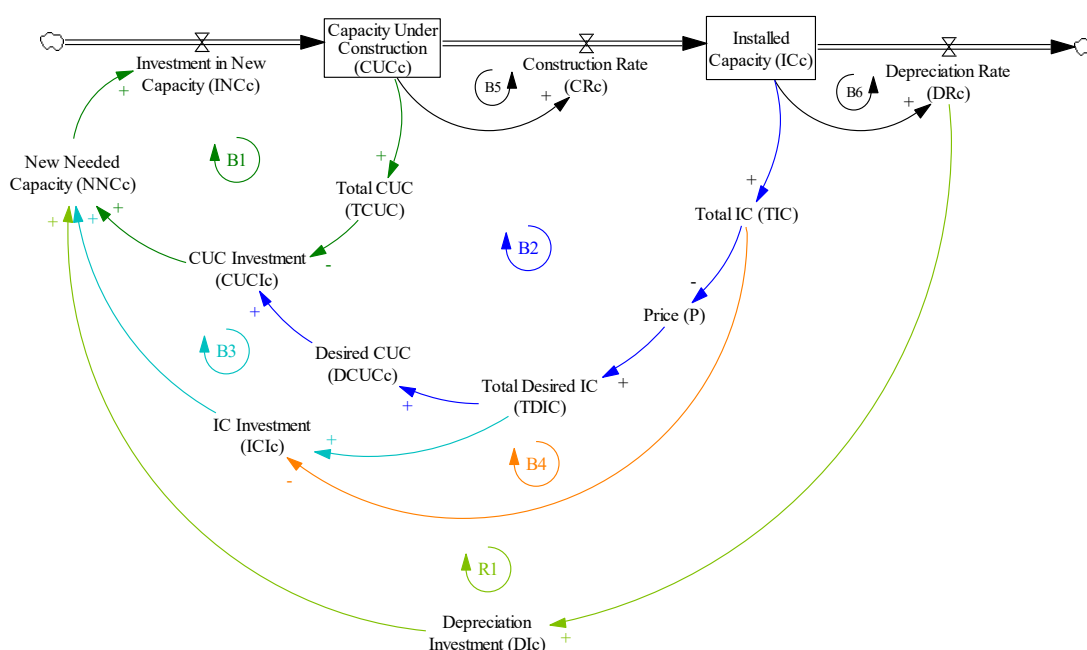 Capacity Under
Construction
(CUCc)
Installed
Capacity (ICc)
Investment in New
Capacity (INCc)
+
B5
Construction Rate
(CRc)
+
B6
Depreciation Rate
(DRc)
+
B1
New Needed
Capacity (NNCc)
+
+
+
+
Total CUC
(TCUC)
+
Total IC (TIC)
B2
CUC Investment
(CUCIc)
-
+
-
Price (P)
B3
Desired CUC
(DCUCc)
+
Total Desired IC
(TDIC)
+
IC Investment
(ICIc)
+
-
B4
R1
Depreciation
Investment (DIc)
+